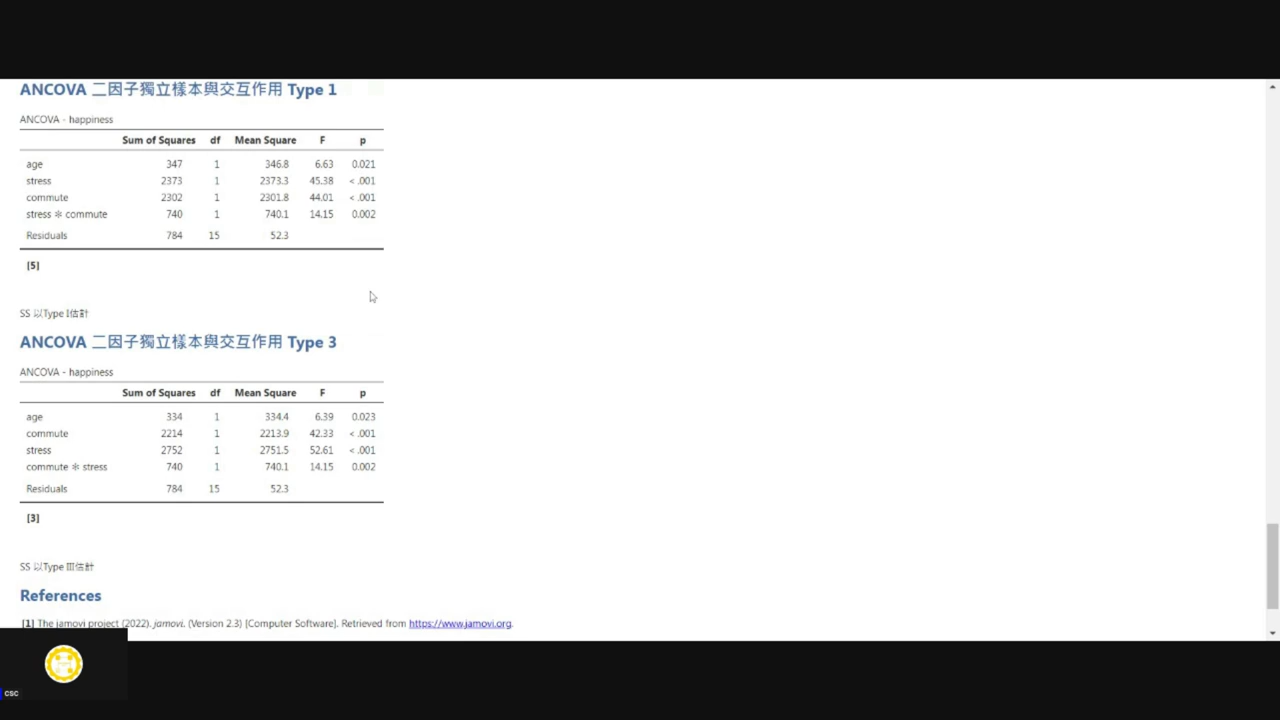 ANCOVA 二因子獨立樣本與交互作用 Type 1
ANCOVA - happiness
Sum of Squares df Mean Square F p
age 347 1 346.8 6.63 0.021
stress 2373 1 2373.3 45.38 < .001
commute 2302 1 2301.8 44.01 < .001
stress ✻ commute 740 1 740.1 14.15 0.002
Residuals 784 15 52.3
[5]
SS 以Type I估計
ANCOVA 二因子獨立樣本與交互作用 Type 3
ANCOVA - happiness
Sum of Squares df Mean Square F p
age 334 1 334.4 6.39 0.023
commute 2214 1 2213.9 42.33 < .001
stress 2752 1 2751.5 52.61 < .001
commute ✻ stress 740 1 740.1 14.15 0.002
Residuals 784 15 52.3
[3]
SS 以Type III估計
References
[1] The jamovi project (2022). jamovi. (Version 2.3) [Computer Software]. Retrieved from https://www.jamovi.org.
csc